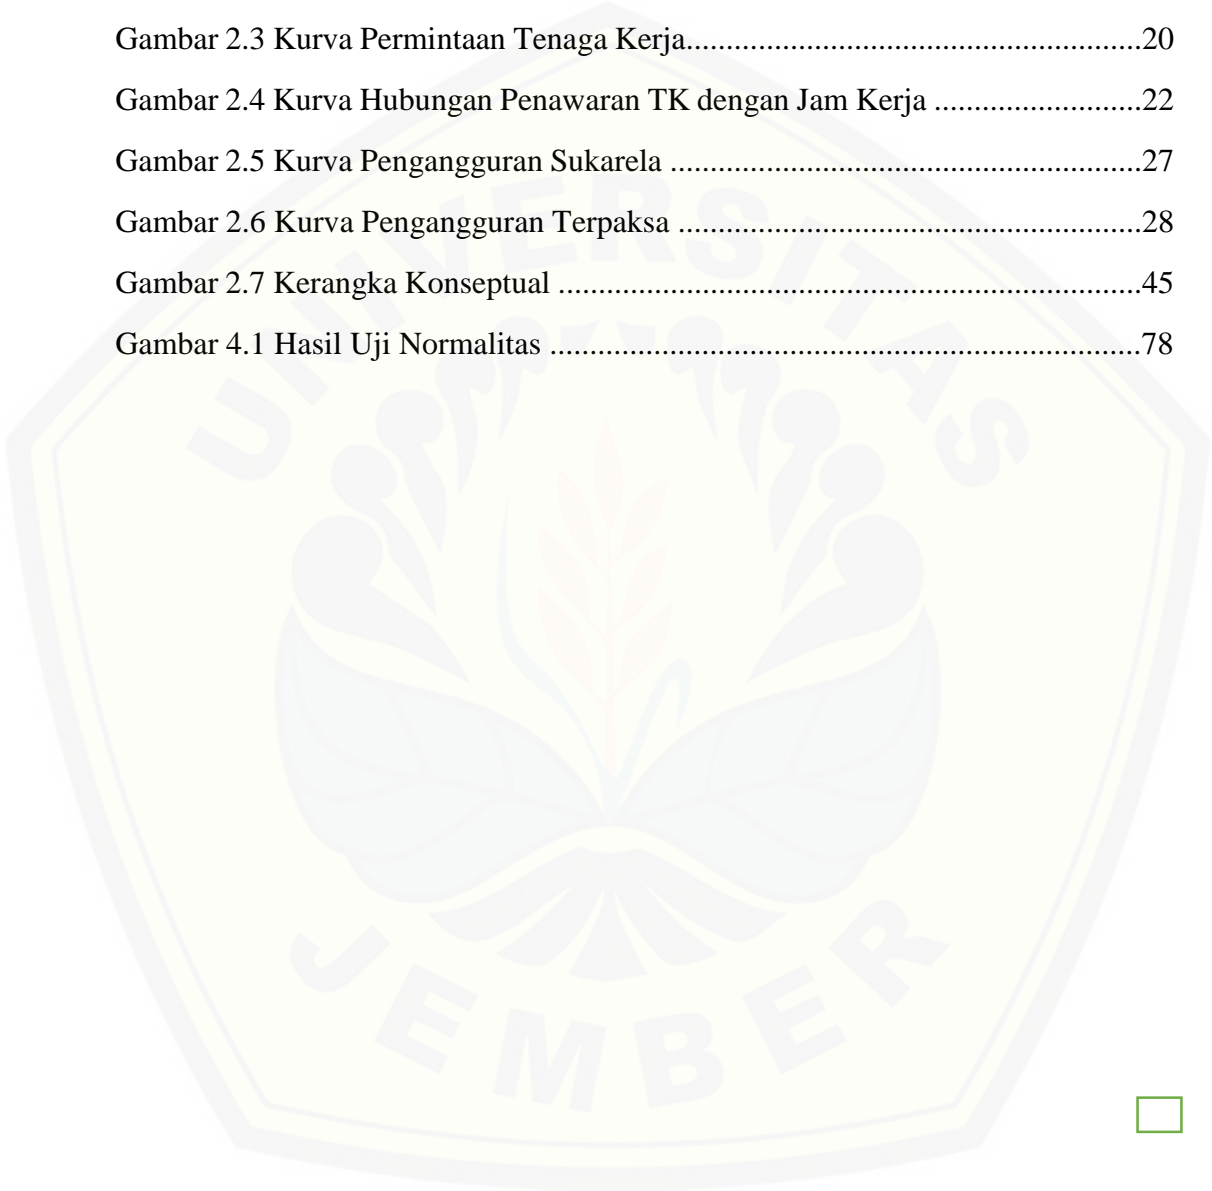 Gambar 2.3 Kurva Permintaan Tenaga Kerja.........................................................20
Gambar 2.4 Kurva Hubungan Penawaran TK dengan Jam Kerja ..........................22
Gambar 2.5 Kurva Pengangguran Sukarela ...........................................................27
Gambar 2.6 Kurva Pengangguran Terpaksa ..........................................................28
Gambar 2.7 Kerangka Konseptual .........................................................................45
Gambar 4.1 Hasil Uji Normalitas ..........................................................................78
UNIVERSITAS
JEMBER